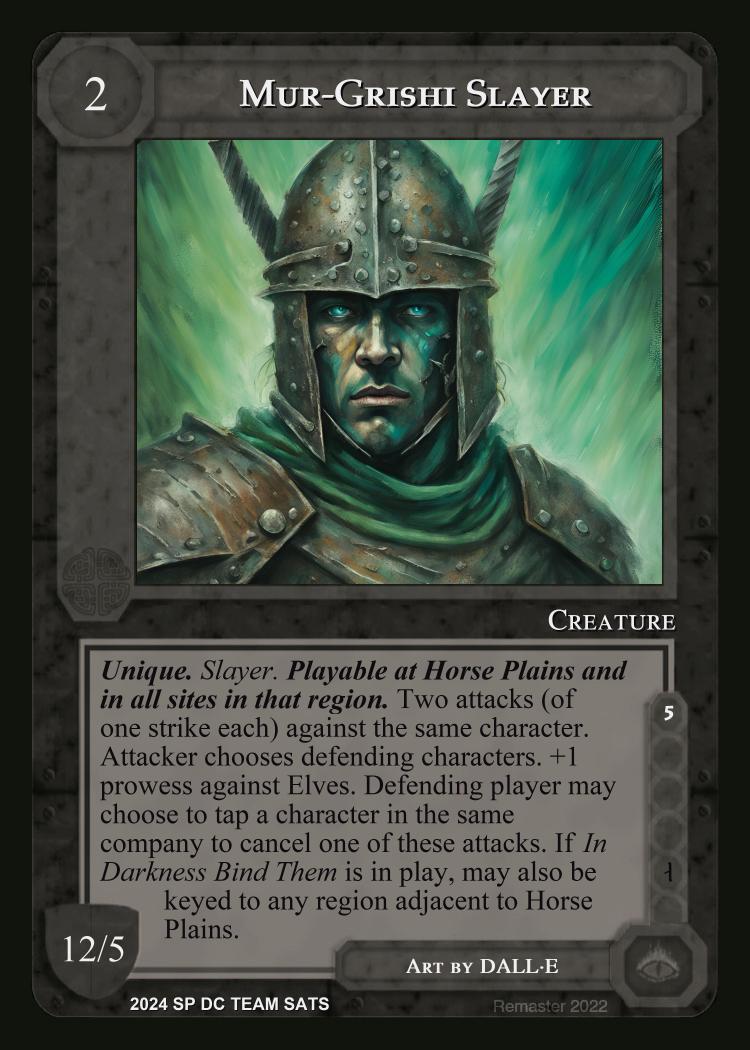 2
Mur-Grishi Slayer
Creature
Unique. Slayer. Playable at Horse Plains and
in all sites in that region. Two attacks (of
one strike each) against the same character.
Attacker chooses defending characters. +1
prowess against Elves. Defending player may
choose to tap a character in the same
company to cancel one of these attacks. If In
Darkness Bind Them is in play, may also be
keyed to any region adjacent to Horse
Plains.
5
12/5
Art by DALL·E
2024 SP DC TEAM SATS
Remaster 2022